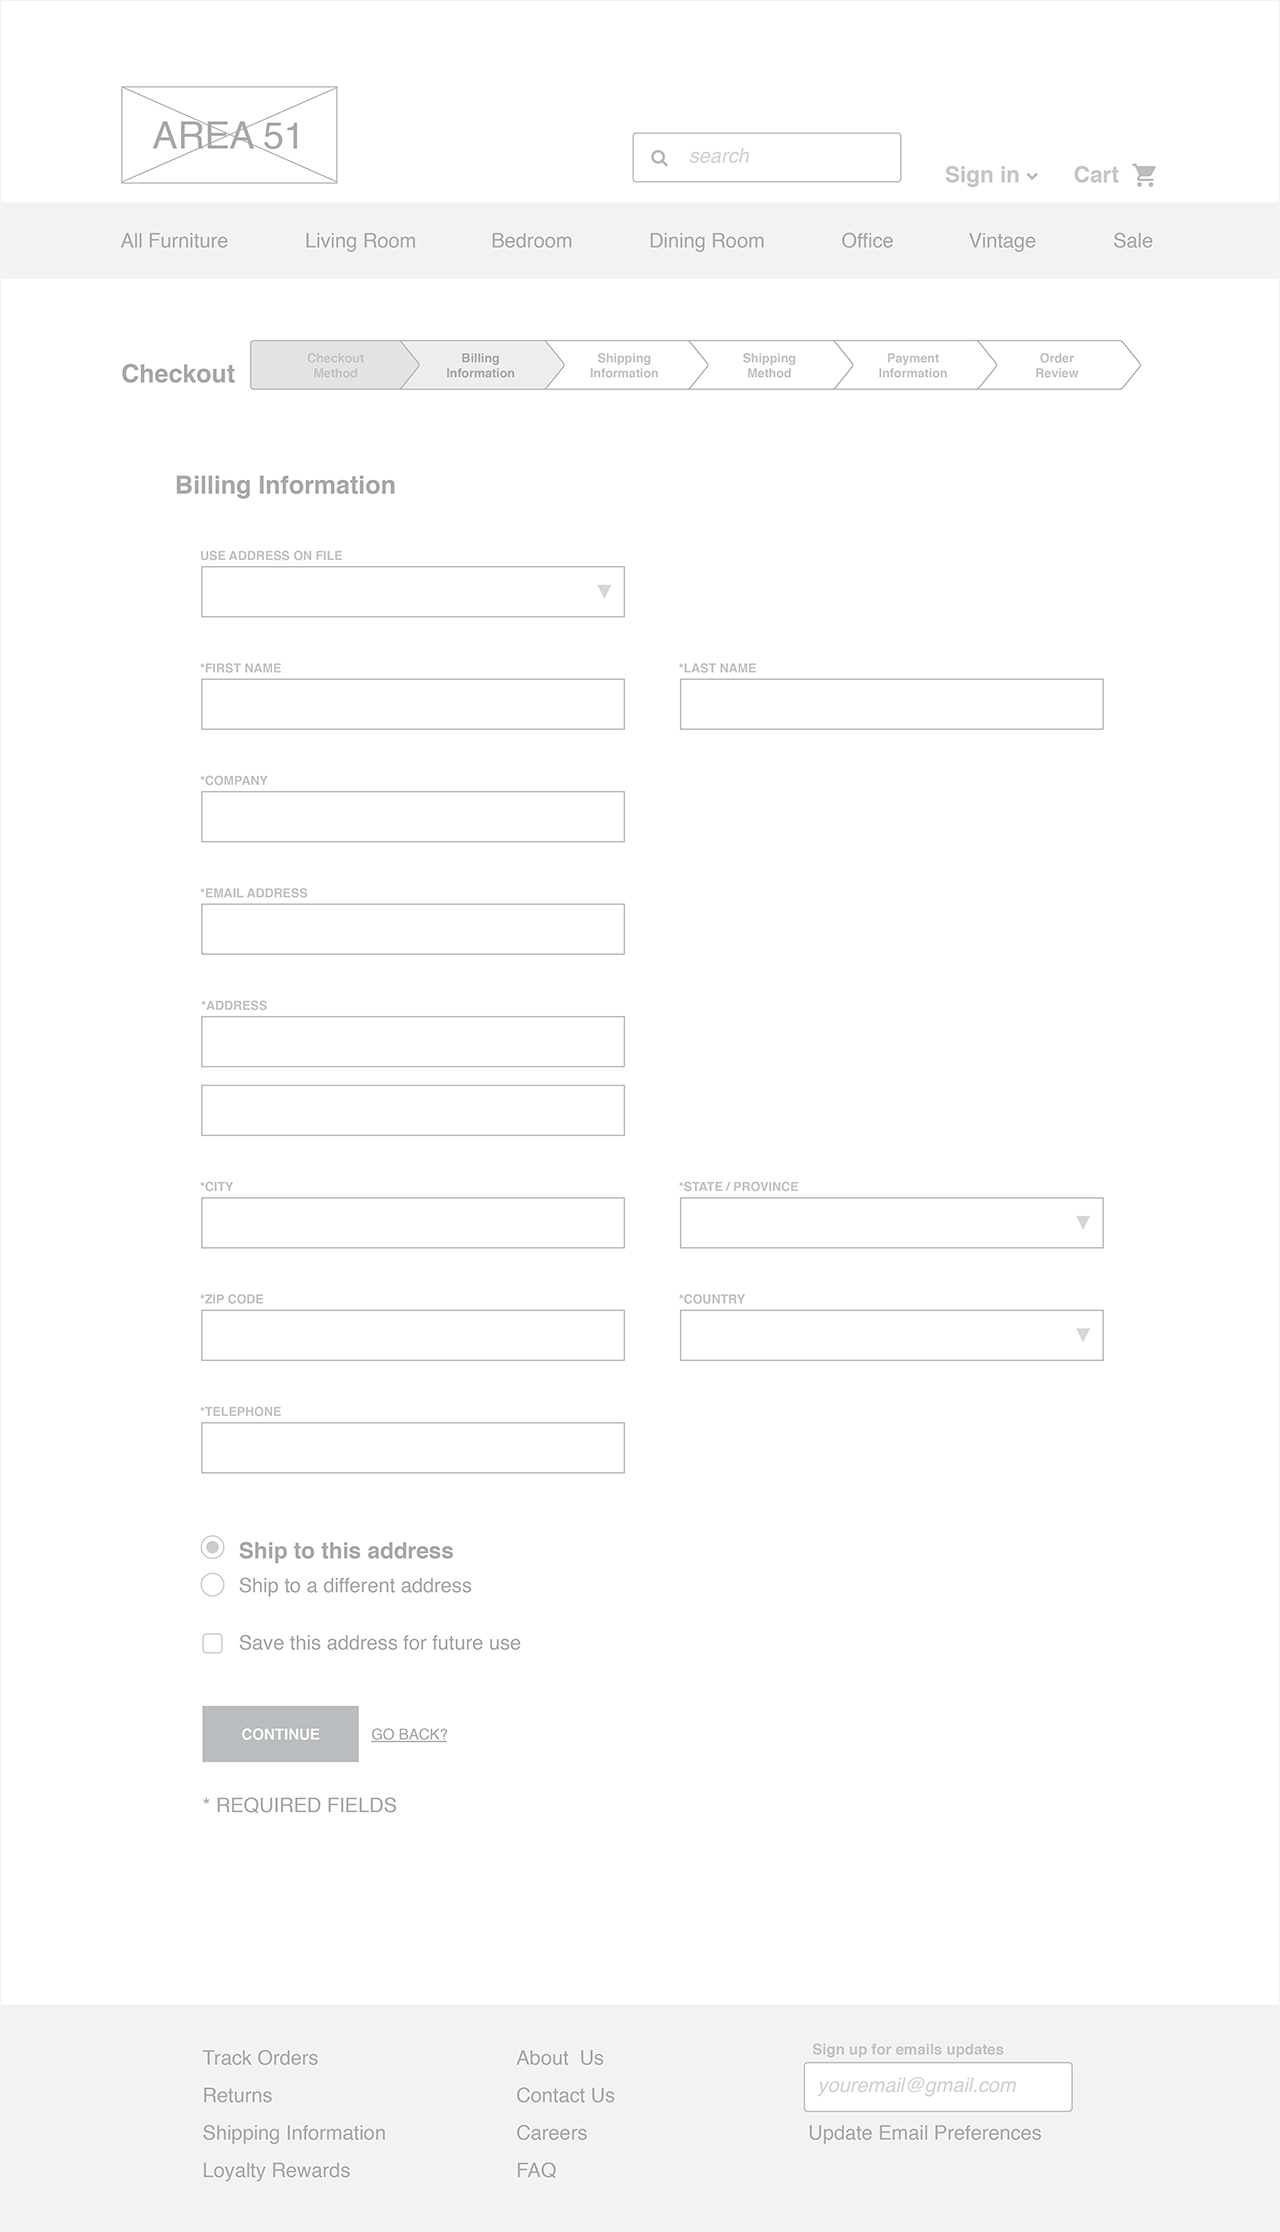 AREA 51
search
Sign in
Cart
All Furniture
Living Room
Bedroom
Dining Room
Office
Vintage
Sale
Checkout
Checkout
Method
Billing
Information
Shipping
Information
Shipping
Method
Payment
Information
Order
Review
Billing Information
USE ADDRESS ON FILE
*FIRST NAME
*LAST NAME
*COMPANY
*EMAIL ADDRESS
*ADDRESS
*CITY
*STATE / PROVINCE
*ZIP CODE
*COUNTRY
*TELEPHONE
Ship to this address
Ship to a different address
Save this address for future use
CONTINUE
GO BACK?
* REQUIRED FIELDS
Track Orders
Returns
Shipping Information
Loyalty Rewards
About  Us
Contact Us
Careers
FAQ
Sign up for emails updates
youremail@gmail.com
Update Email Preferences